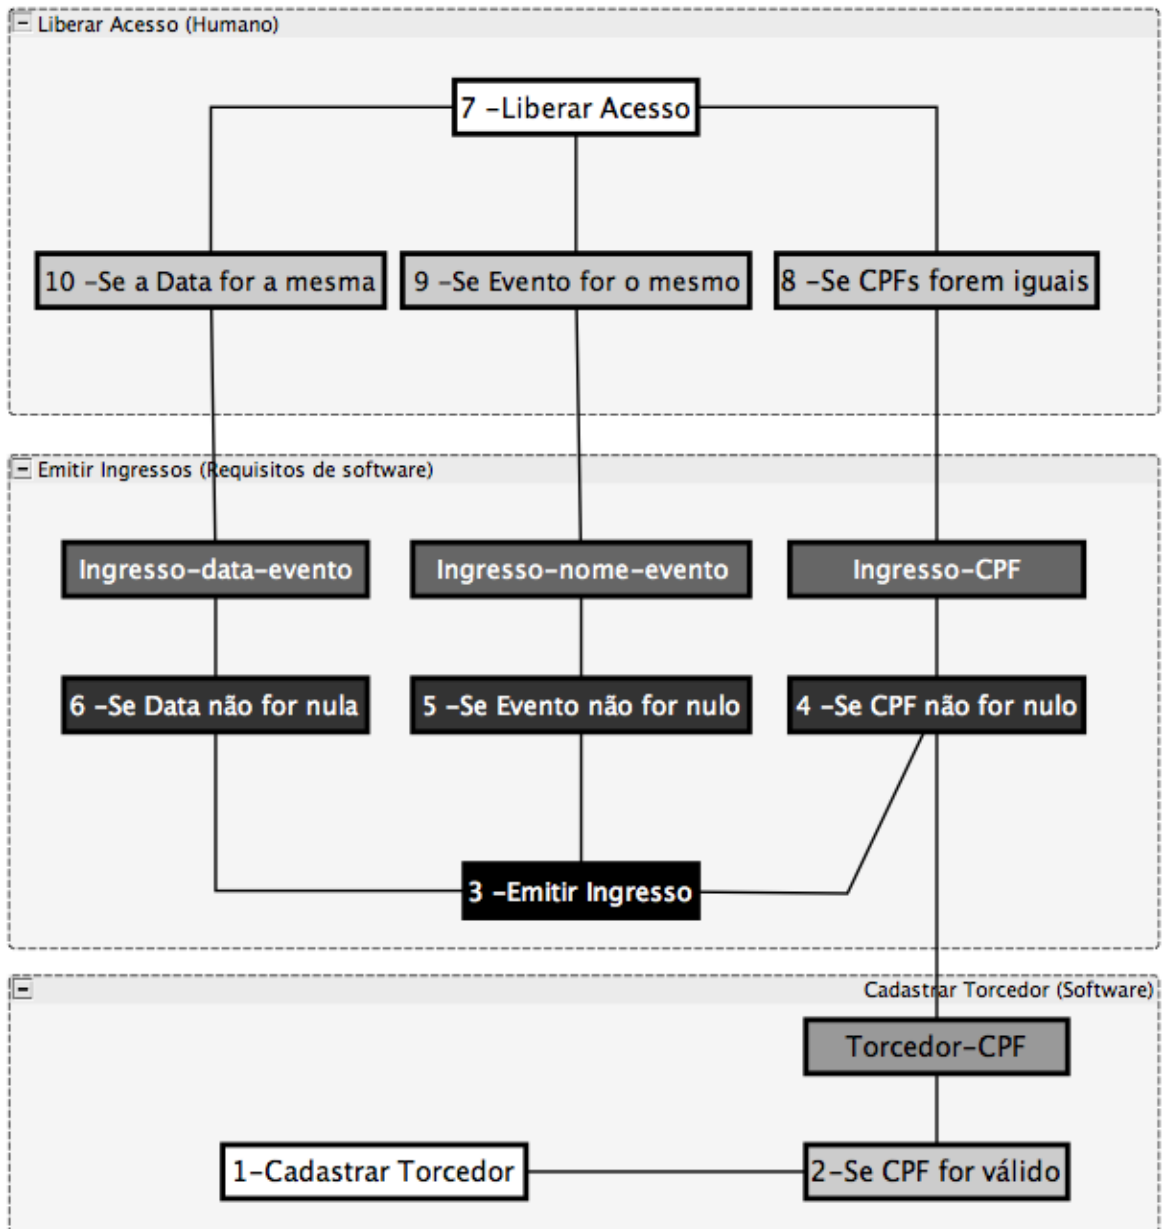 Liberar Acesso (Humano)
7 -Liberar Acesso
10 -Se a Data for a mesma
9 -Se Evento for o mesmo
8 -Se CPFs forem iguais
Emitir Ingressos (Requisitos de software)
Ingresso-data-evento
Ingresso-nome-evento
Ingresso-CPF
6 -Se Data não for nula
5 -Se Evento não for nulo
4 -Se CPF não for nulo
3 -Emitir Ingresso
Cadastrar Torcedor (Software)
Torcedor-CPF
1-Cadastrar Torcedor
2-Se CPF for válido